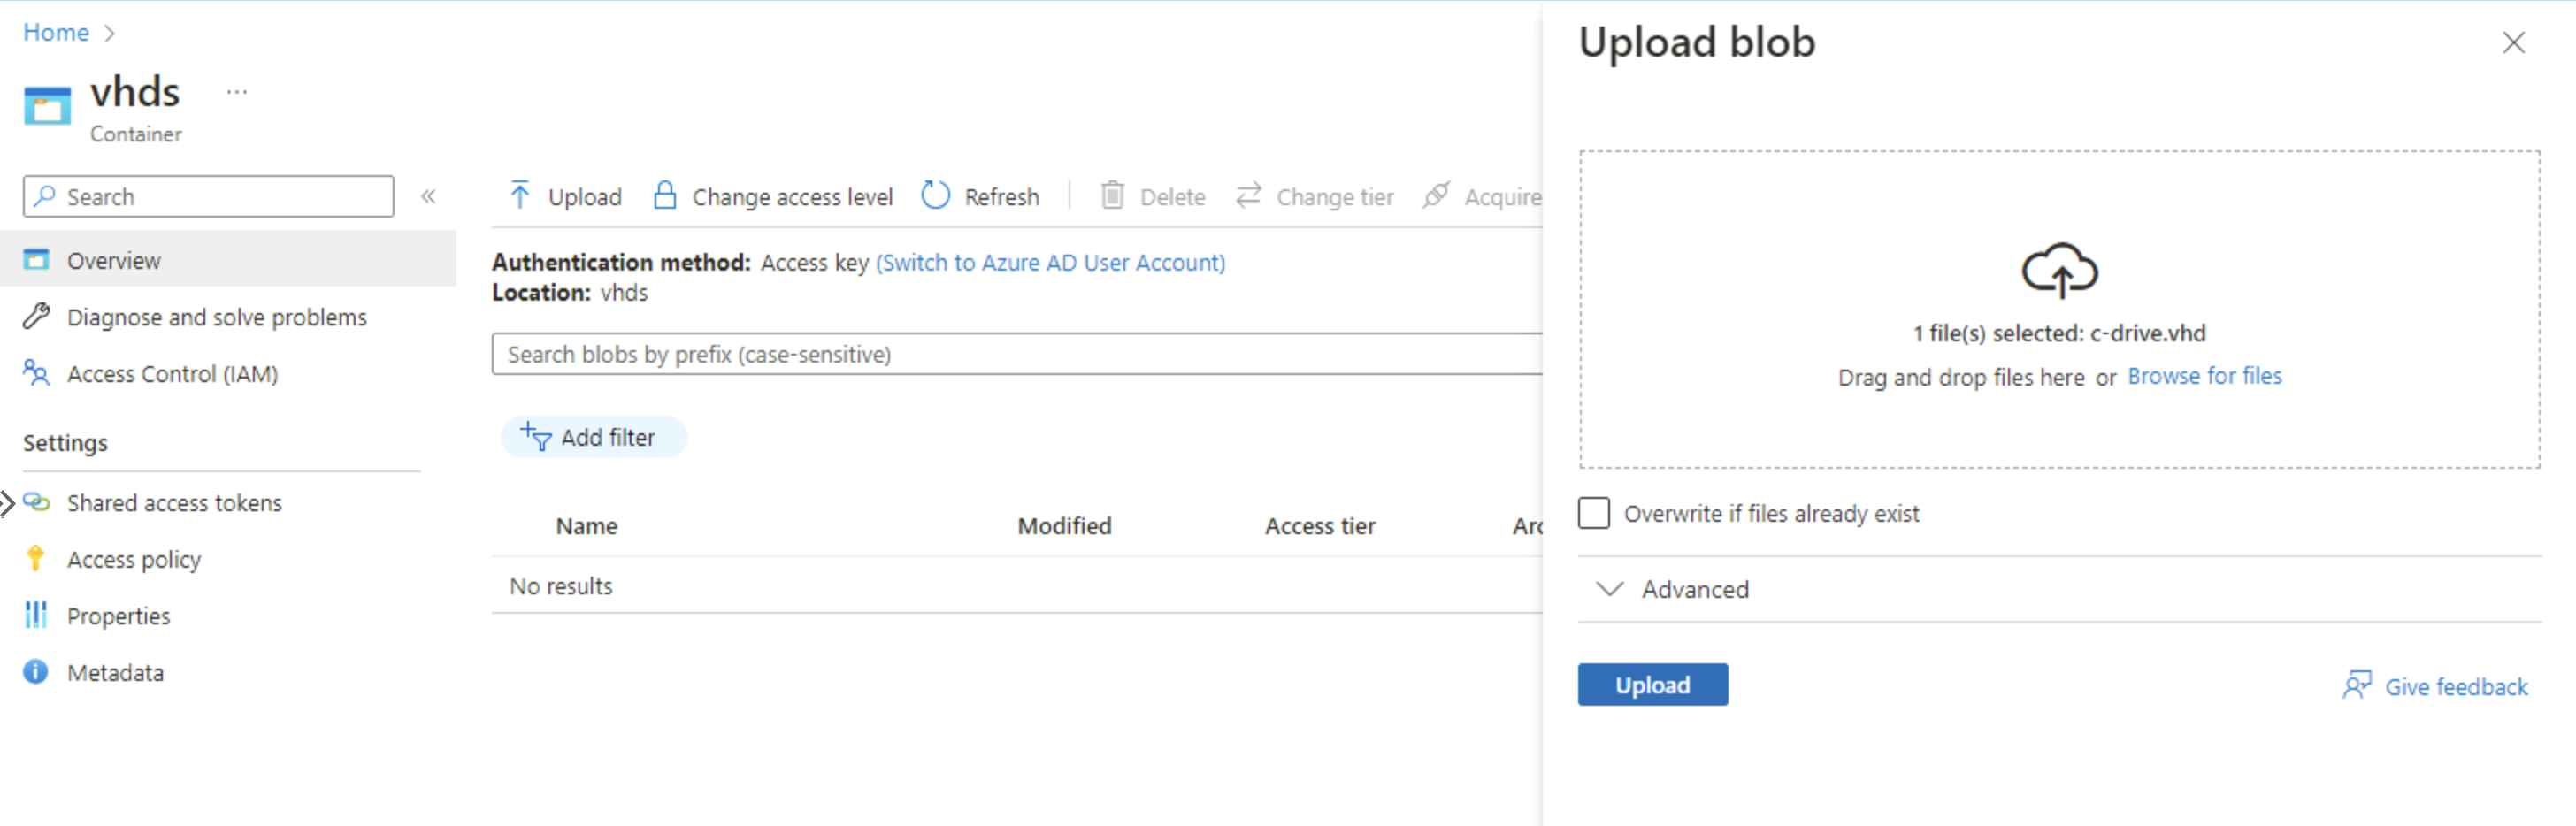 Home
vhds ...
Container
Search
Overview
Diagnose and solve problems
Access Control (IAM)
Settings
Shared access tokens
Access policy
Properties
Metadata
Upload Change access level Refresh Delete Change tier Acquire
Authentication method: Access key (Switch to Azure AD User Account)
Location: vhds
Search blobs by prefix (case-sensitive)
Add filter
Name Modified Access tier
No results
Upload blob
1 file(s) selected: c-drive.vhd
Drag and drop files here or Browse for files
Overwrite if files already exist
Advanced
Upload
Give feedback